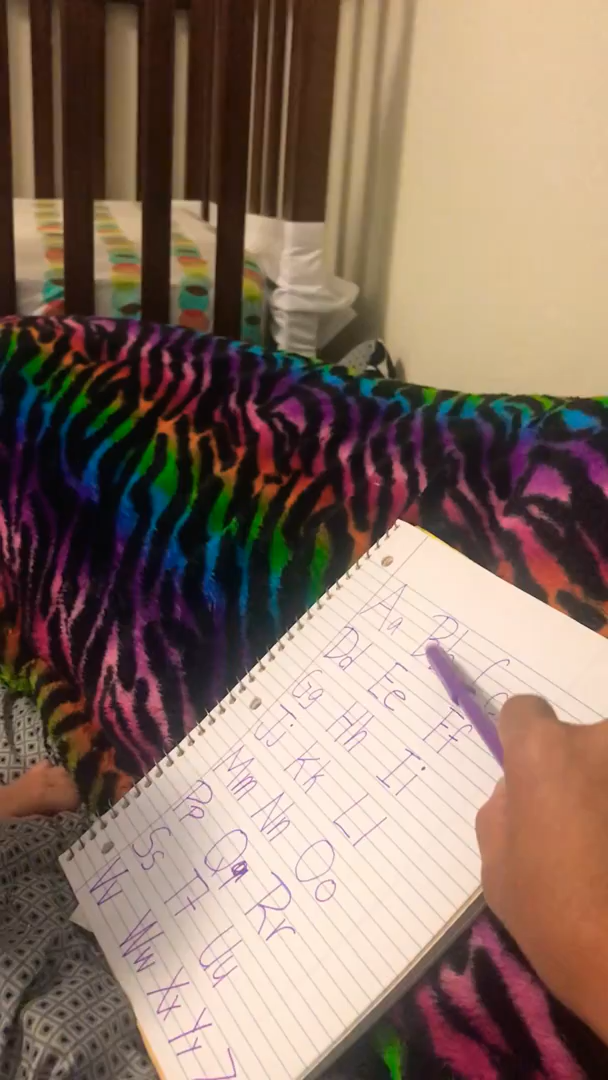 Aa Bb Cc
Dd Ee Ff
Gg Hh Ii
Jj Kk Ll
Mm Nn Oo
Pp Qq Rr
Ss Tt Uu
Vv Ww Xx Yy Z